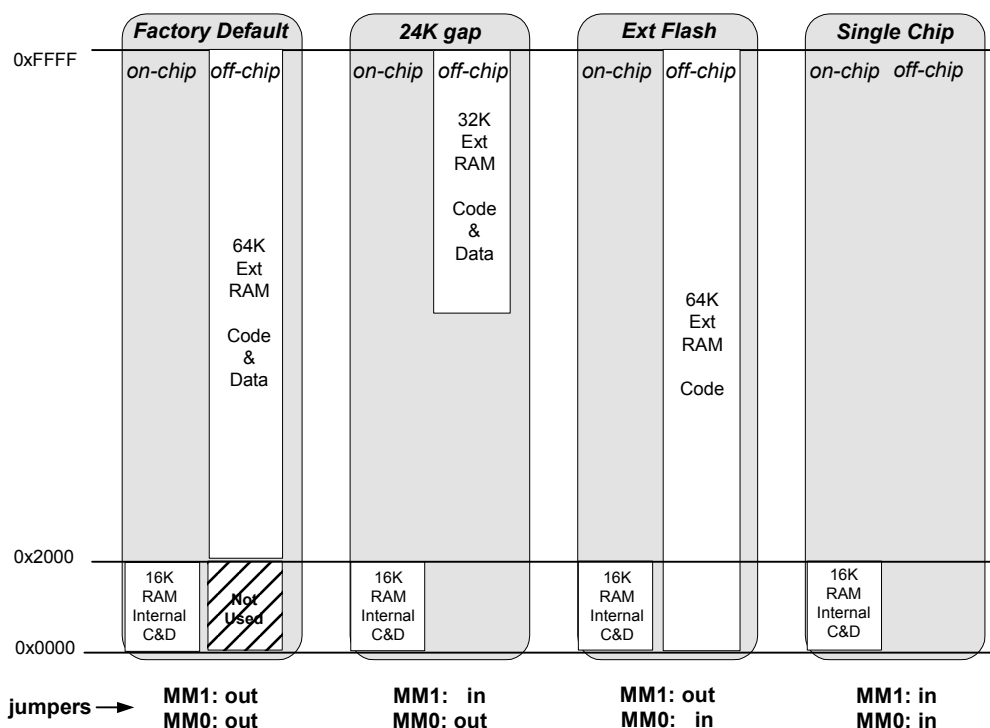 Factory Default
24K gap
Ext Flash
Single Chip
0xFFFF
on-chip off-chip
on-chip off-chip
on-chip off-chip
on-chip off-chip
32K
Ext
RAM
Code
&
Data
64K
Ext
RAM
Code
&
Data
64K
Ext
RAM
Code
0x2000
16K
RAM
Internal
C&D
Not
Used
16K
RAM
Internal
C&D
16K
RAM
Internal
C&D
16K
RAM
Internal
C&D
0x0000
jumpers
MM1: out
MM0: out
MM1: in
MM0: out
MM1: out
MM0: in
MM1: in
MM0: in